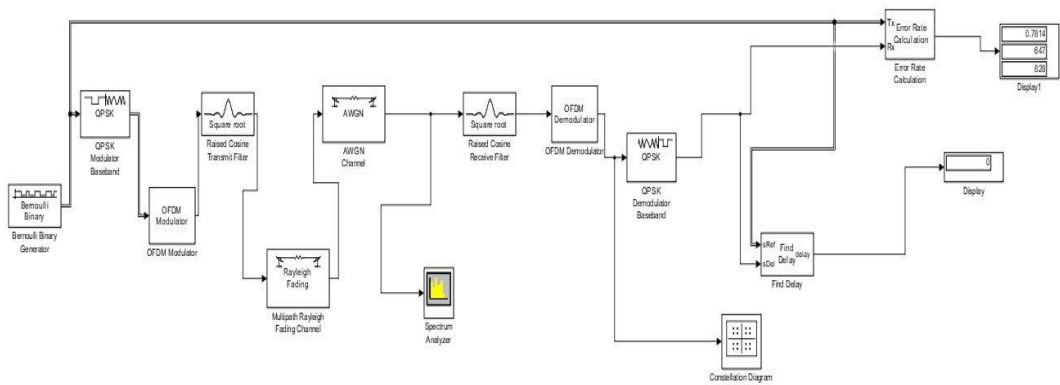 Tx
Rx
Error Rate
Calculation
Error Rate
Calculation
0.7814
647
828
Display1
QPSK
QPSK
Modulator
Baseband
Square root
Raised Cosine
Transmit Filter
AWGN
AWGN
Channel
Square root
Raised Cosine
Receive Filter
OFDM
Demodulator
OFDM Demodulator
QPSK
QPSK
Demodulator
Baseband
0
Display
Bernoulli
Binary
Bernoulli Binary
Generator
OFDM
Modulator
OFDM Modulator
Rayleigh
Fading
Multipath Rayleigh
Fading Channel
Spectrum
Analyzer
sRef
sDel
Find
Delay
delay
Find Delay
Constellation Diagram